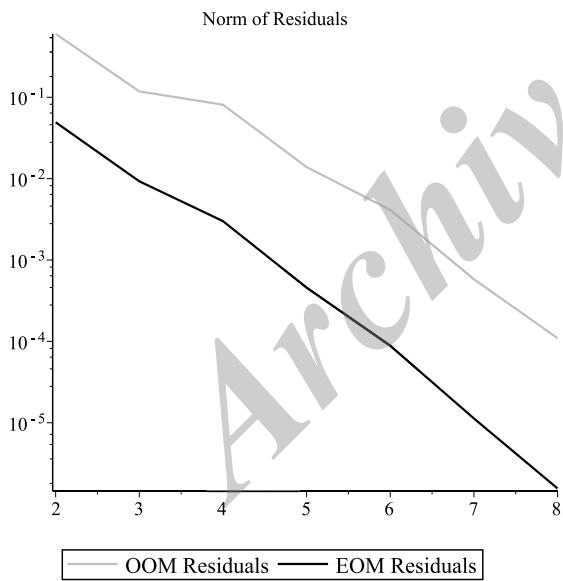 Norm of Residuals
10-1
10-2
10-3
10-4
10-5
2 3 4 5 6 7 8
Archiv
OOM Residuals EOM Residuals